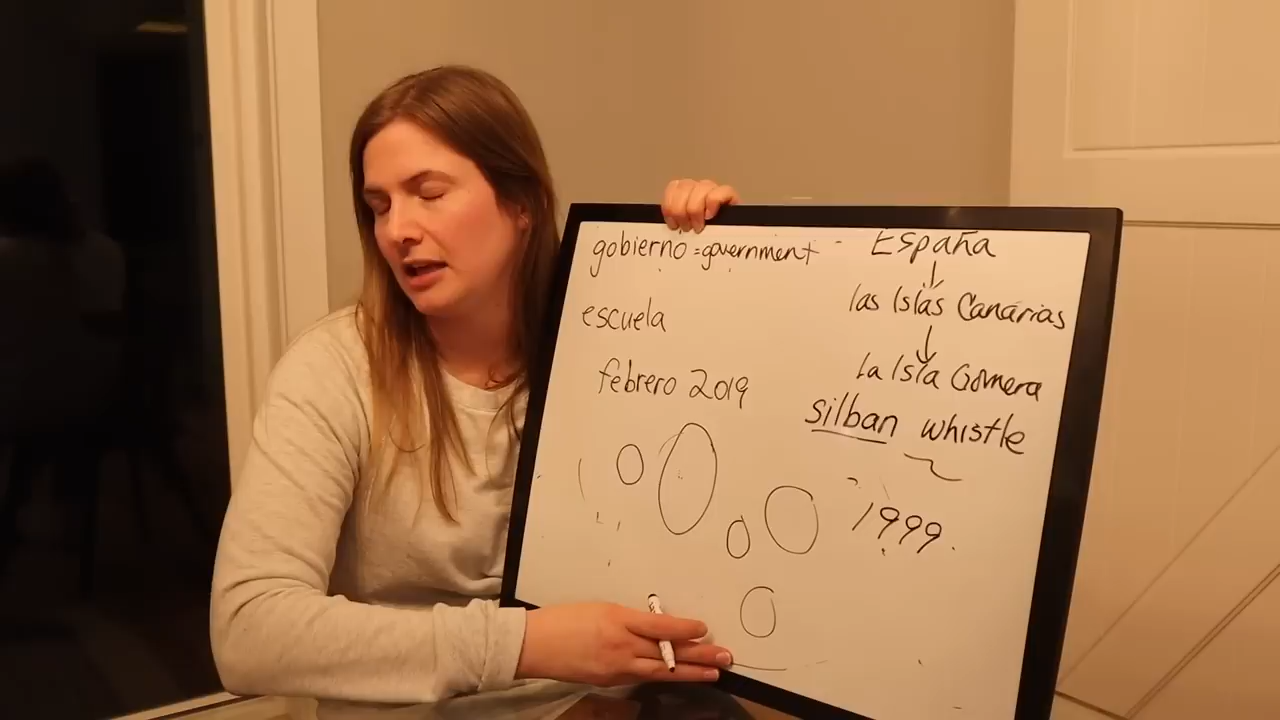 gobierno = government - España
las Islas Canarias
escuela
la Isla Gomera
febrero 2019
silban whistle
1999